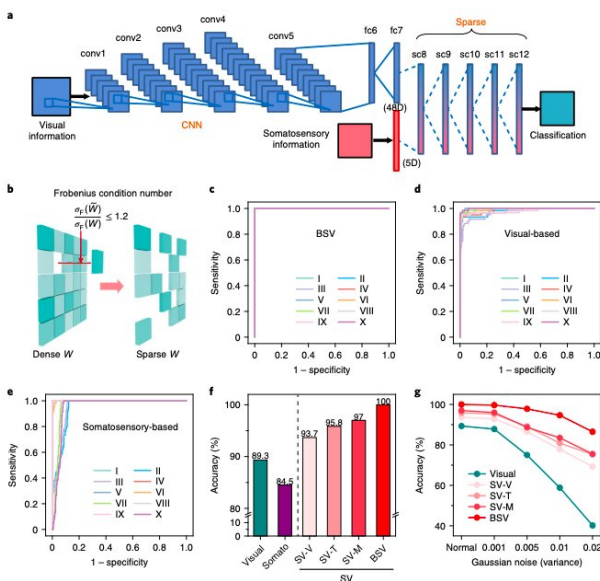 a
conv1
conv2
conv3
conv4
conv5
fc6
fc7
Sparse
sc8
sc9
sc10
sc11
sc12
Visual
information
CNN
(48D)
Somatosensory
information
(5D)
Classification
b
Frobenius condition number
σF(W̃)
σF(W)
≤ 1.2
Dense W
Sparse W
c
Sensitivity
1.0
0.8
0.6
0.4
0.2
0
BSV
I
II
III
IV
V
VI
VII
VIII
IX
X
0
0.2
0.4
0.6
0.8
1.0
1 – specificity
d
Sensitivity
1.0
0.8
0.6
0.4
0.2
0
Visual-based
I
II
III
IV
V
VI
VII
VIII
IX
X
0
0.2
0.4
0.6
0.8
1.0
1 – specificity
e
Sensitivity
1.0
0.8
0.6
0.4
0.2
0
Somatosensory-based
I
II
III
IV
V
VI
VII
VIII
IX
X
0
0.2
0.4
0.6
0.8
1.0
1 – specificity
f
Accuracy (%)
100
90
80
10
0
89.3
84.5
93.7
95.8
97
100
Visual
Somato
SV-V
SV-T
SV-M
BSV
SV
g
Accuracy (%)
100
80
60
40
Visual
SV-V
SV-T
SV-M
BSV
Normal
0.001
0.005
0.01
0.02
Gaussian noise (variance)